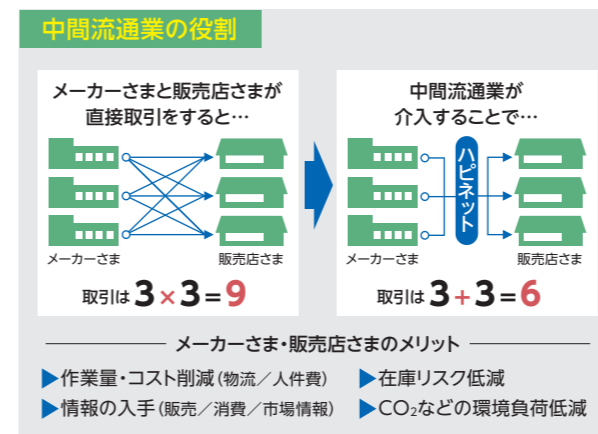 中間流通業の役割
メーカーさまと販売店さまが
直接取引をすると…
メーカーさま
販売店さま
取引は3×3=9
中間流通業が
介入することで…
ハピネット
メーカーさま
販売店さま
取引は3+3=6
メーカーさま・販売店さまのメリット
▶作業量・コスト削減(物流/人件費)
▶在庫リスク低減
▶情報の入手(販売/消費/市場情報)
▶CO₂などの環境負荷低減